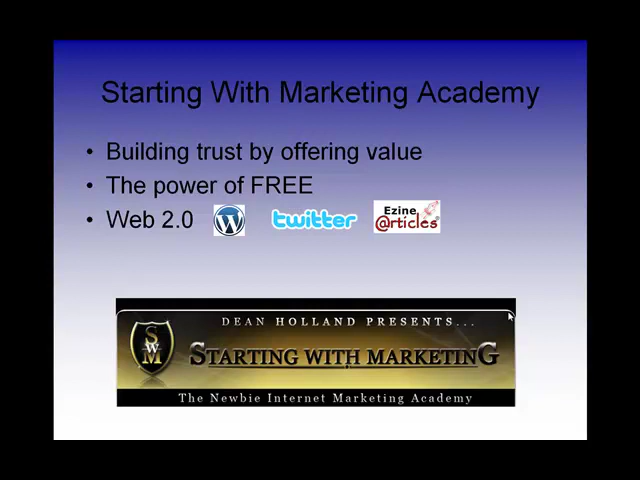 Starting With Marketing Academy
• Building trust by offering value
• The power of FREE
• Web 2.0 W twitter Ezine @rticles
DEAN HOLLAND PRESENTS...
SWM STARTING WITH MARKETING
The Newbie Internet Marketing Academy